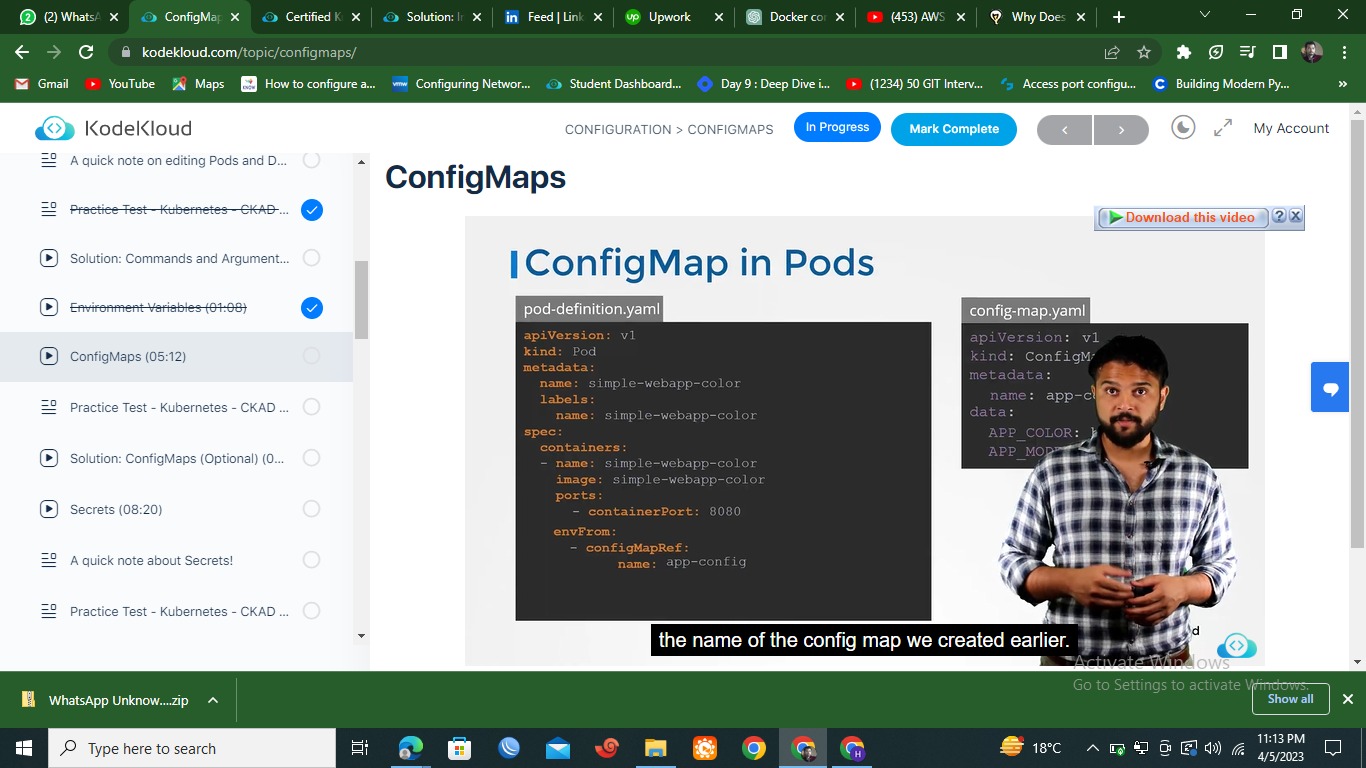 (2) WhatsA
ConfigMap
Certified K
Solution: I
Feed | Link
Upwork
Docker co
(453) AWS
Why Does
kodekloud.com/topic/configmaps/
Gmail
YouTube
Maps
How to configure a...
Configuring Networ...
Student Dashboard...
Day 9 : Deep Dive i...
(1234) 50 GIT Interv...
Access port configu...
Building Modern Py...
»
KodeKloud
CONFIGURATION > CONFIGMAPS
In Progress
Mark Complete
My Account
A quick note on editing Pods and D...
Practice Test - Kubernetes - CKAD ...
Solution: Commands and Argument...
Environment Variables (01:08)
ConfigMaps (05:12)
Practice Test - Kubernetes - CKAD ...
Solution: ConfigMaps (Optional) (0...
Secrets (08:20)
A quick note about Secrets!
Practice Test - Kubernetes - CKAD ...
ConfigMaps
Download this video
?
ConfigMap in Pods
pod-definition.yaml
apiVersion: v1
kind: Pod
metadata:
name: simple-webapp-color
labels:
name: simple-webapp-color
spec:
containers:
- name: simple-webapp-color
image: simple-webapp-color
ports:
- containerPort: 8080
envFrom:
- configMapRef:
name: app-config
config-map.yaml
apiVersion: v1
kind: ConfigMa
metadata:
name: app-c
data:
APP_COLOR: b
APP_MODE
the name of the config map we created earlier.
d
Activate Windows
Go to Settings to activate Windows.
WhatsApp Unknow....zip
Show all
Type here to search
18°C
11:13 PM
4/5/2023